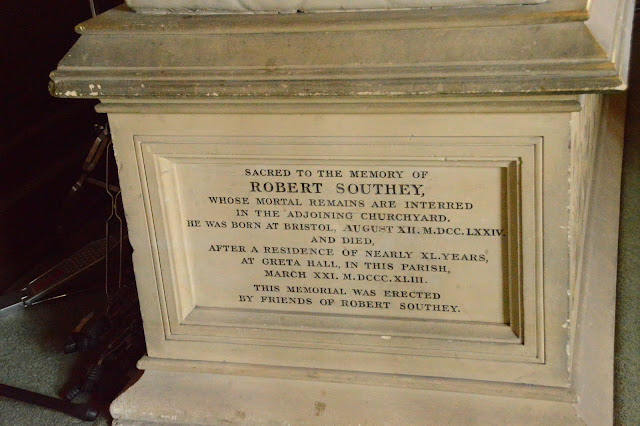 SACRED TO THE MEMORY OF
ROBERT SOUTHEY,
WHOSE MORTAL REMAINS ARE INTERRED
IN THE ADJOINING CHURCHYARD.
HE WAS BORN AT BRISTOL, AUGUST XII. M.DCC.LXXIV.
AND DIED,
AFTER A RESIDENCE OF NEARLY XL. YEARS,
AT GRETA HALL, IN THIS PARISH,
MARCH XXI. M.DCCC.XLIII.
THIS MEMORIAL WAS ERECTED
BY FRIENDS OF ROBERT SOUTHEY.